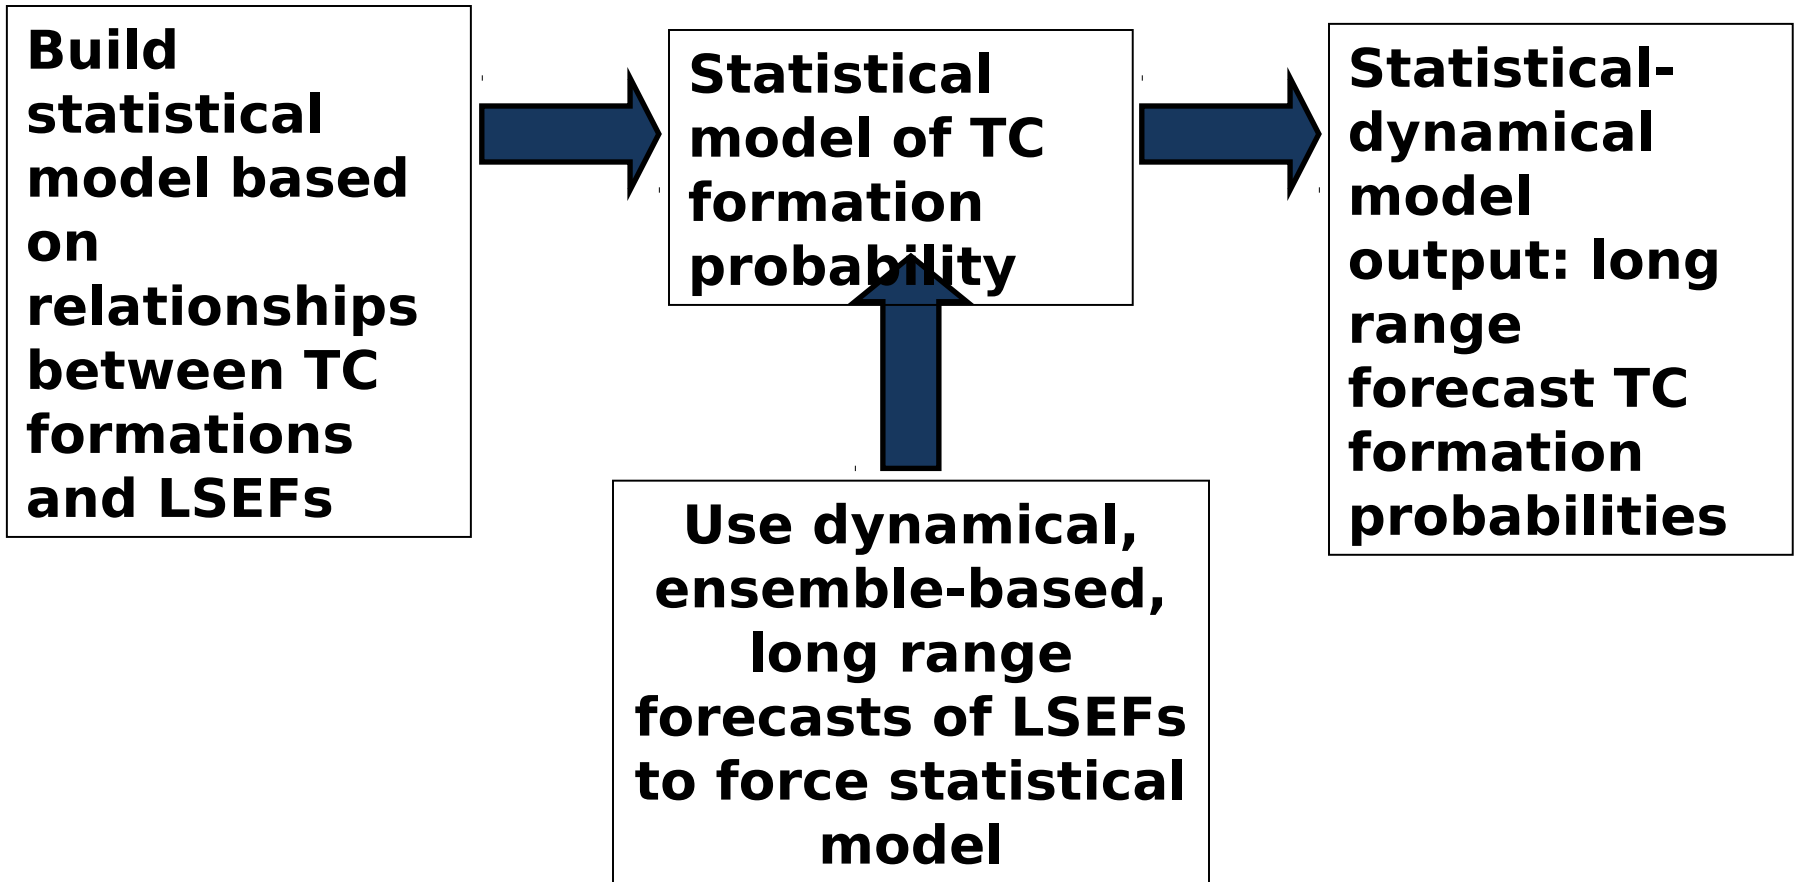 Build
statistical
model based
on
relationships
between TC
formations
and LSEFs
Statistical
model of TC
formation
probability
Statistical-
dynamical
model
output: long
range
forecast TC
formation
probabilities
Use dynamical,
ensemble-based,
long range
forecasts of LSEFs
to force statistical
model